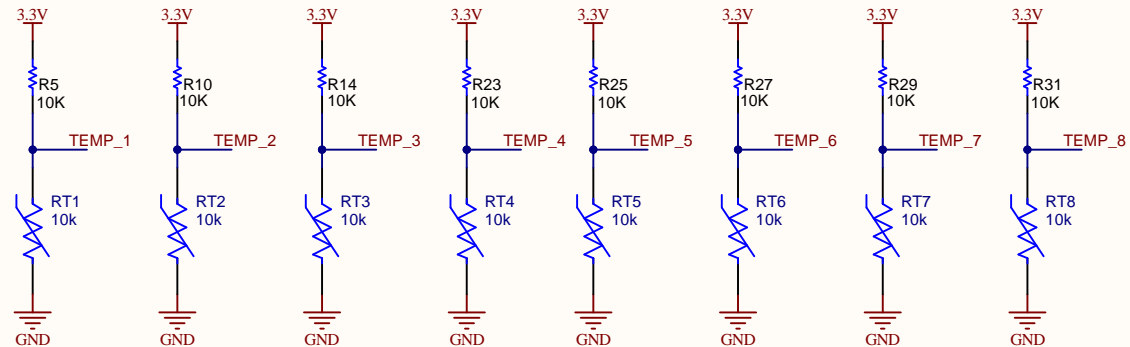 3.3V 3.3V 3.3V 3.3V 3.3V 3.3V 3.3V 3.3V
R5 R10 R14 R23 R25 R27 R29 R31
10K 10K 10K 10K 10K 10K 10K 10K
TEMP_1 TEMP_2 TEMP_3 TEMP_4 TEMP_5 TEMP_6 TEMP_7 TEMP_8
RT1 RT2 RT3 RT4 RT5 RT6 RT7 RT8
10k 10k 10k 10k 10k 10k 10k 10k
GND GND GND GND GND GND GND GND